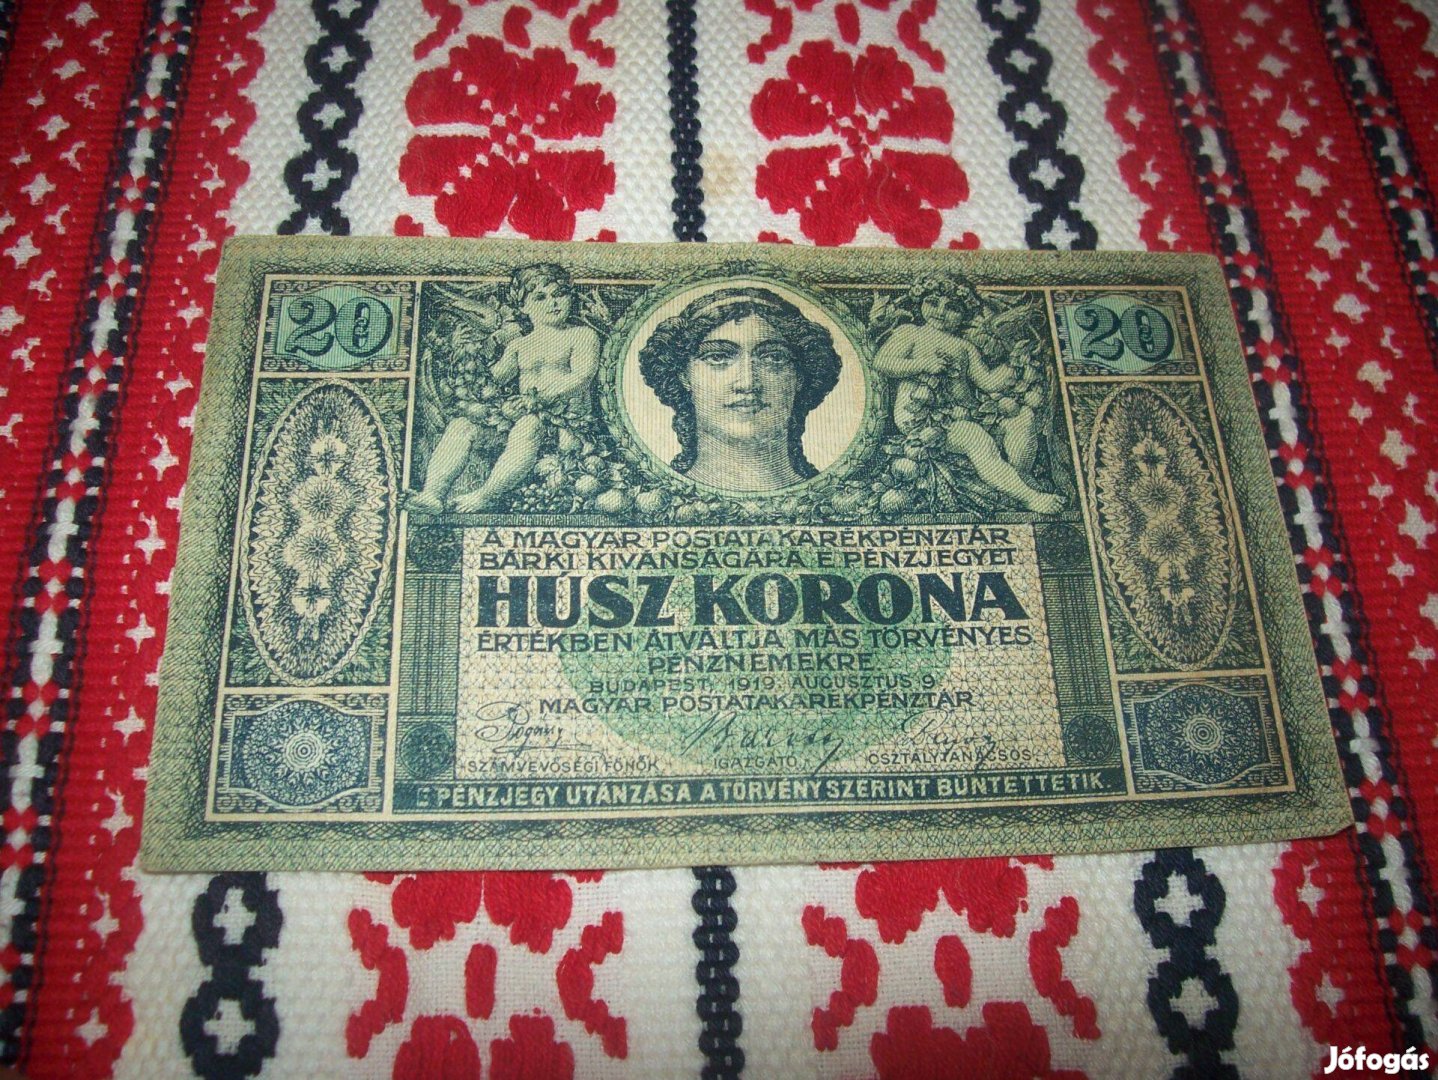 20 20
A MAGYAR POSTATAKARÉKPÉNZTÁR
BÁRKI KIVÁNSÁGÁRA E PÉNZJEGYET
HÚSZ KORONA
ÉRTÉKBEN ÁTVÁLTJA MÁS TÖRVÉNYES
PÉNZNEMEKRE.
BUDAPEST, 1919. AUGUSZTUS 9.
MAGYAR POSTATAKARÉKPÉNZTÁR
SZÁMVEVŐSÉGI FŐNÖK IGAZGATÓ OSZTÁLYTANÁCSOS
E PÉNZJEGY UTÁNZÁSA A TÖRVÉNY SZERINT BÜNTETTETIK.
Jófogás